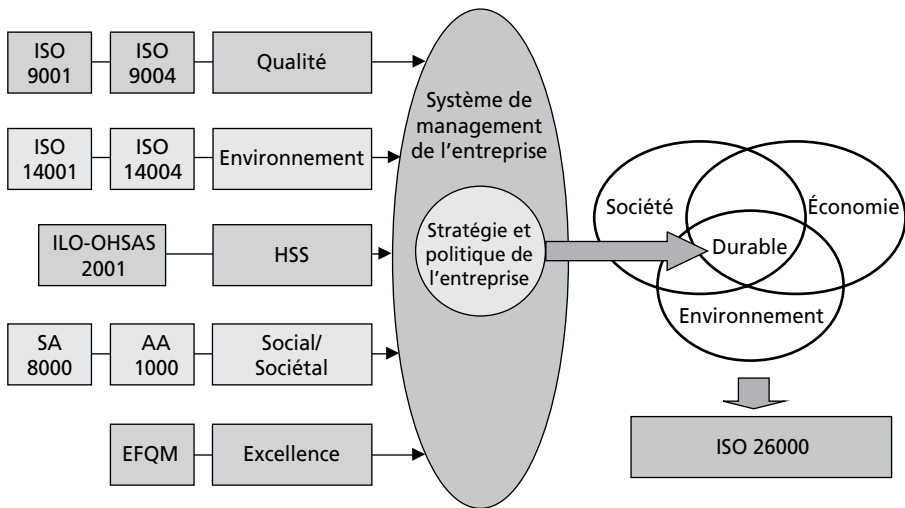 ISO
9001
ISO
9004
Qualité
ISO
14001
ISO
14004
Environnement
ILO-OHSAS
2001
HSS
SA
8000
AA
1000
Social/
Sociétal
EFQM
Excellence
Système de
management
de l’entreprise
Stratégie et
politique de
l’entreprise
Société
Économie
Durable
Environnement
ISO 26000